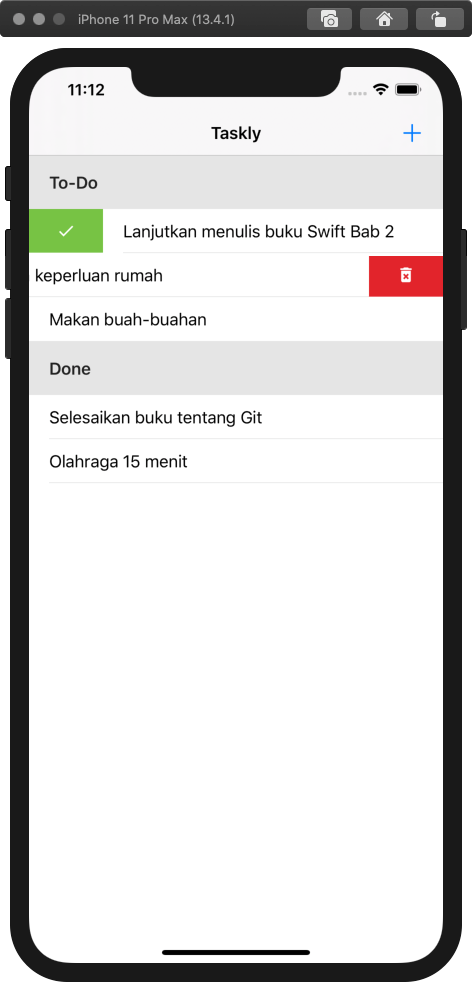 iPhone 11 Pro Max (13.4.1)
11:12
Taskly
To-Do
Lanjutkan menulis buku Swift Bab 2
keperluan rumah
Makan buah-buahan
Done
Selesaikan buku tentang Git
Olahraga 15 menit